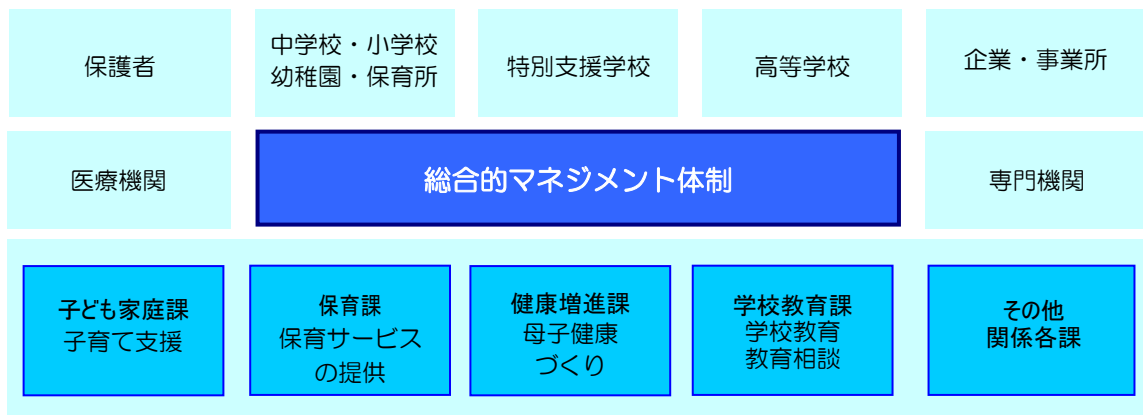 保護者
中学校・小学校
幼稚園・保育所
特別支援学校
高等学校
企業・事業所
医療機関
総合的マネジメント体制
専門機関
子ども家庭課
子育て支援
保育課
保育サービス
の提供
健康増進課
母子健康
づくり
学校教育課
学校教育
教育相談
その他
関係各課